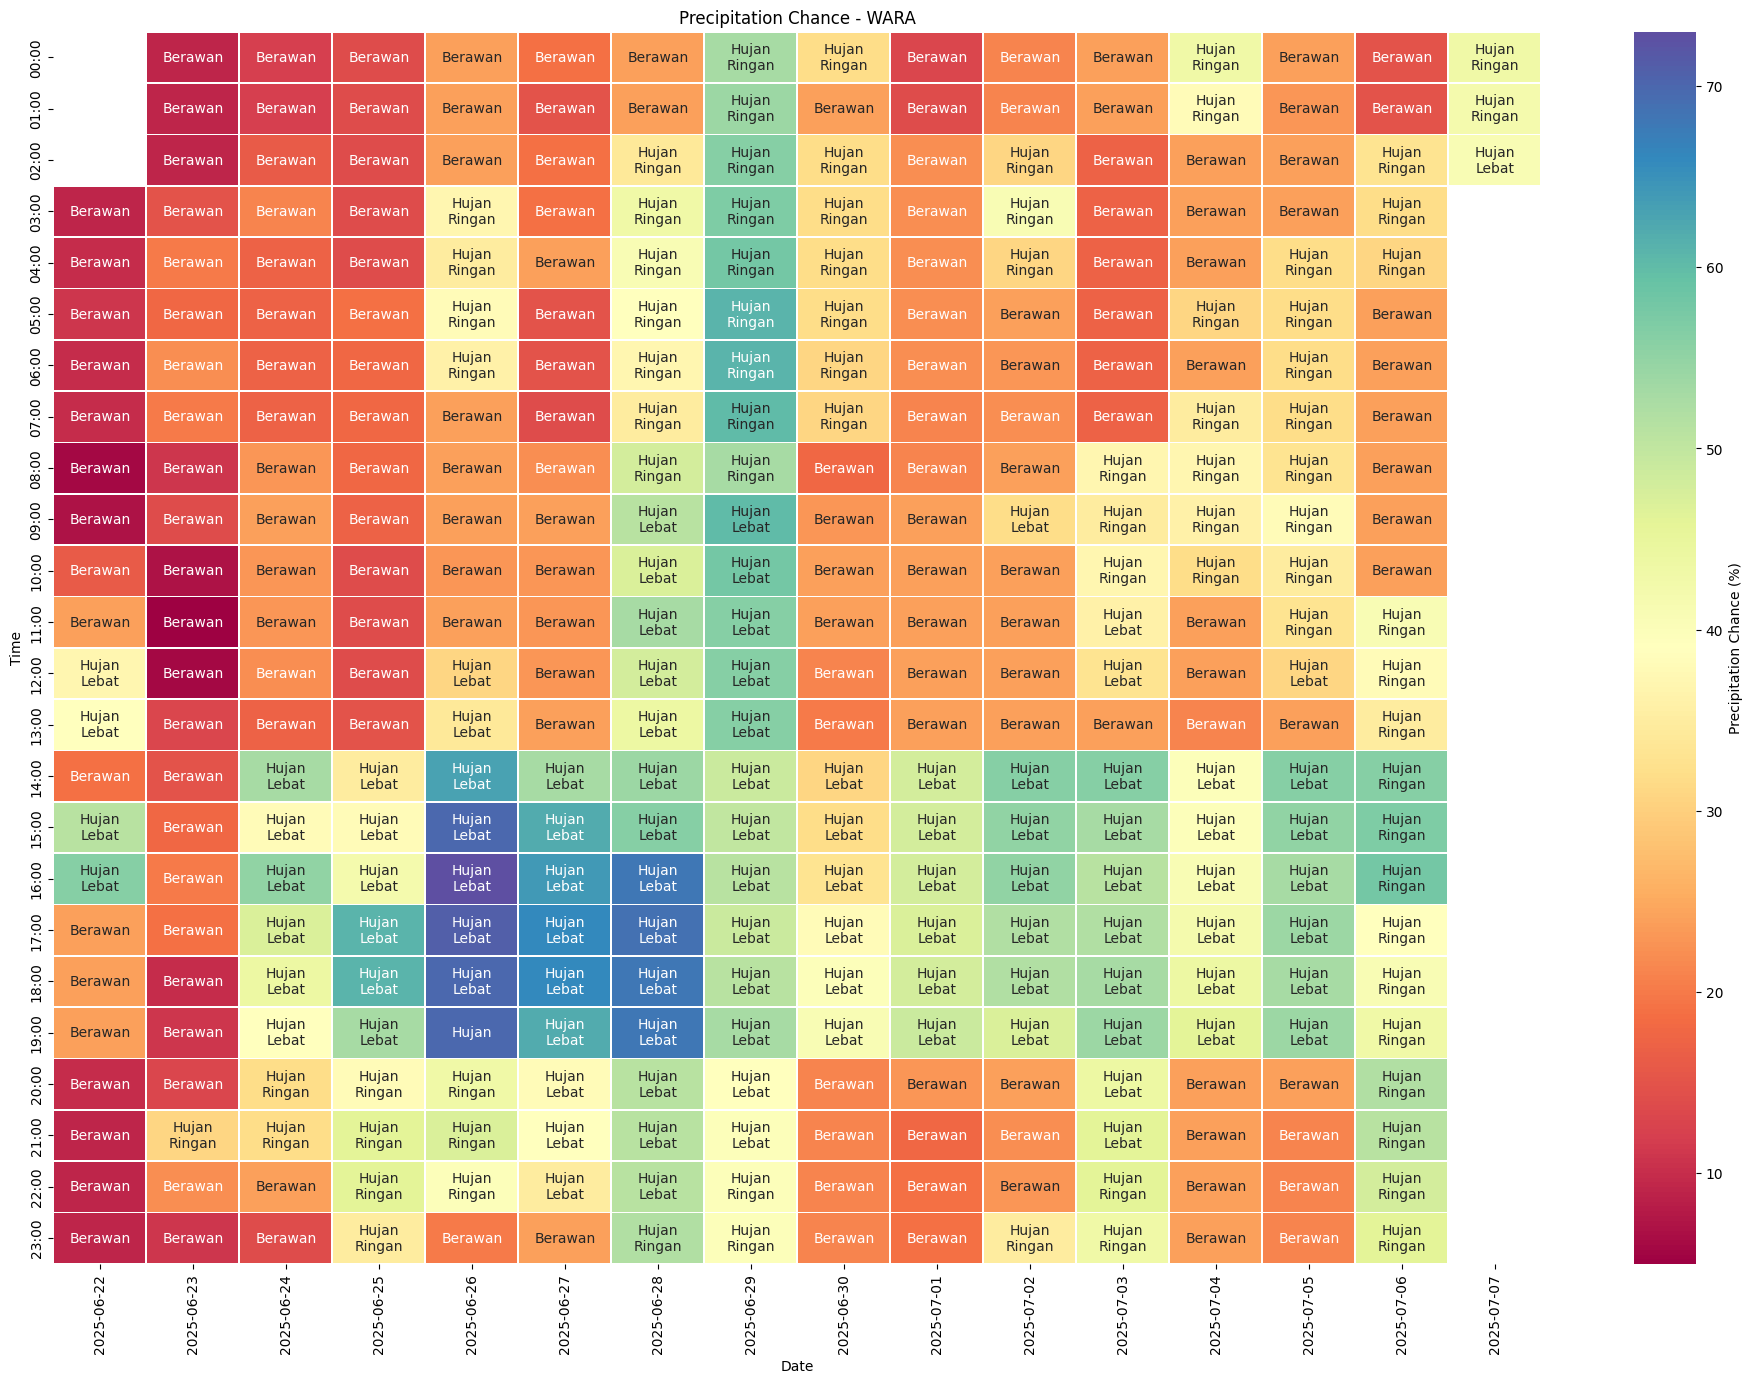 Precipitation Chance - WARA
00:00 Berawan Berawan Berawan Berawan Berawan Berawan Hujan Ringan Hujan Ringan Berawan Berawan Berawan Hujan Ringan Berawan Berawan Hujan Ringan
01:00 Berawan Berawan Berawan Berawan Berawan Berawan Hujan Ringan Berawan Berawan Berawan Berawan Hujan Ringan Berawan Berawan Hujan Ringan
02:00 Berawan Berawan Berawan Berawan Berawan Hujan Ringan Hujan Ringan Hujan Ringan Berawan Hujan Ringan Berawan Berawan Berawan Hujan Ringan Hujan Lebat
03:00 Berawan Berawan Berawan Berawan Hujan Ringan Berawan Hujan Ringan Hujan Ringan Hujan Ringan Berawan Hujan Ringan Berawan Berawan Berawan Hujan Ringan
04:00 Berawan Berawan Berawan Berawan Hujan Ringan Berawan Hujan Ringan Hujan Ringan Hujan Ringan Berawan Hujan Ringan Berawan Berawan Hujan Ringan Hujan Ringan
05:00 Berawan Berawan Berawan Berawan Hujan Ringan Berawan Hujan Ringan Hujan Ringan Hujan Ringan Berawan Berawan Berawan Hujan Ringan Hujan Ringan Berawan
06:00 Berawan Berawan Berawan Berawan Hujan Ringan Berawan Hujan Ringan Hujan Ringan Hujan Ringan Berawan Berawan Berawan Berawan Hujan Ringan Berawan
07:00 Berawan Berawan Berawan Berawan Berawan Berawan Hujan Ringan Hujan Ringan Hujan Ringan Berawan Berawan Berawan Hujan Ringan Hujan Ringan Berawan
08:00 Berawan Berawan Berawan Berawan Berawan Berawan Hujan Ringan Hujan Ringan Berawan Berawan Berawan Hujan Ringan Hujan Ringan Hujan Ringan Berawan
09:00 Berawan Berawan Berawan Berawan Berawan Berawan Hujan Lebat Hujan Lebat Berawan Berawan Hujan Lebat Hujan Ringan Hujan Ringan Hujan Ringan Berawan
10:00 Berawan Berawan Berawan Berawan Berawan Berawan Hujan Lebat Hujan Lebat Berawan Berawan Berawan Hujan Ringan Hujan Ringan Hujan Ringan Berawan
11:00 Berawan Berawan Berawan Berawan Berawan Berawan Hujan Lebat Hujan Lebat Berawan Berawan Berawan Hujan Lebat Berawan Hujan Ringan Hujan Ringan
12:00 Hujan Lebat Berawan Berawan Berawan Hujan Lebat Berawan Hujan Lebat Hujan Lebat Berawan Berawan Berawan Hujan Lebat Berawan Hujan Lebat Hujan Ringan
13:00 Hujan Lebat Berawan Berawan Berawan Hujan Lebat Berawan Hujan Lebat Hujan Lebat Berawan Berawan Berawan Berawan Berawan Berawan Hujan Ringan
14:00 Berawan Berawan Hujan Lebat Hujan Lebat Hujan Lebat Hujan Lebat Hujan Lebat Hujan Lebat Hujan Lebat Hujan Lebat Hujan Lebat Hujan Lebat Hujan Lebat Hujan Lebat Hujan Ringan
15:00 Hujan Lebat Berawan Hujan Lebat Hujan Lebat Hujan Lebat Hujan Lebat Hujan Lebat Hujan Lebat Hujan Lebat Hujan Lebat Hujan Lebat Hujan Lebat Hujan Lebat Hujan Lebat Hujan Ringan
16:00 Hujan Lebat Berawan Hujan Lebat Hujan Lebat Hujan Lebat Hujan Lebat Hujan Lebat Hujan Lebat Hujan Lebat Hujan Lebat Hujan Lebat Hujan Lebat Hujan Lebat Hujan Lebat Hujan Ringan
17:00 Berawan Berawan Hujan Lebat Hujan Lebat Hujan Lebat Hujan Lebat Hujan Lebat Hujan Lebat Hujan Lebat Hujan Lebat Hujan Lebat Hujan Lebat Hujan Lebat Hujan Lebat Hujan Ringan
18:00 Berawan Berawan Hujan Lebat Hujan Lebat Hujan Lebat Hujan Lebat Hujan Lebat Hujan Lebat Hujan Lebat Hujan Lebat Hujan Lebat Hujan Lebat Hujan Lebat Hujan Lebat Hujan Ringan
19:00 Berawan Berawan Hujan Lebat Hujan Lebat Hujan Hujan Lebat Hujan Lebat Hujan Lebat Hujan Lebat Hujan Lebat Hujan Lebat Hujan Lebat Hujan Lebat Hujan Lebat Hujan Ringan
20:00 Berawan Berawan Hujan Ringan Hujan Ringan Hujan Ringan Hujan Lebat Hujan Lebat Hujan Lebat Berawan Berawan Berawan Hujan Lebat Berawan Berawan Hujan Ringan
21:00 Berawan Hujan Ringan Hujan Ringan Hujan Ringan Hujan Ringan Hujan Lebat Hujan Lebat Hujan Lebat Berawan Berawan Berawan Hujan Lebat Berawan Berawan Hujan Ringan
22:00 Berawan Berawan Berawan Hujan Ringan Hujan Ringan Hujan Lebat Hujan Lebat Hujan Ringan Berawan Berawan Berawan Hujan Ringan Berawan Berawan Hujan Ringan
23:00 Berawan Berawan Berawan Hujan Ringan Berawan Berawan Hujan Ringan Hujan Ringan Berawan Berawan Hujan Ringan Hujan Ringan Berawan Berawan Hujan Ringan
Time
2025-06-22 2025-06-23 2025-06-24 2025-06-25 2025-06-26 2025-06-27 2025-06-28 2025-06-29 2025-06-30 2025-07-01 2025-07-02 2025-07-03 2025-07-04 2025-07-05 2025-07-06 2025-07-07
Date
70
60
50
40
30
20
10
Precipitation Chance (%)